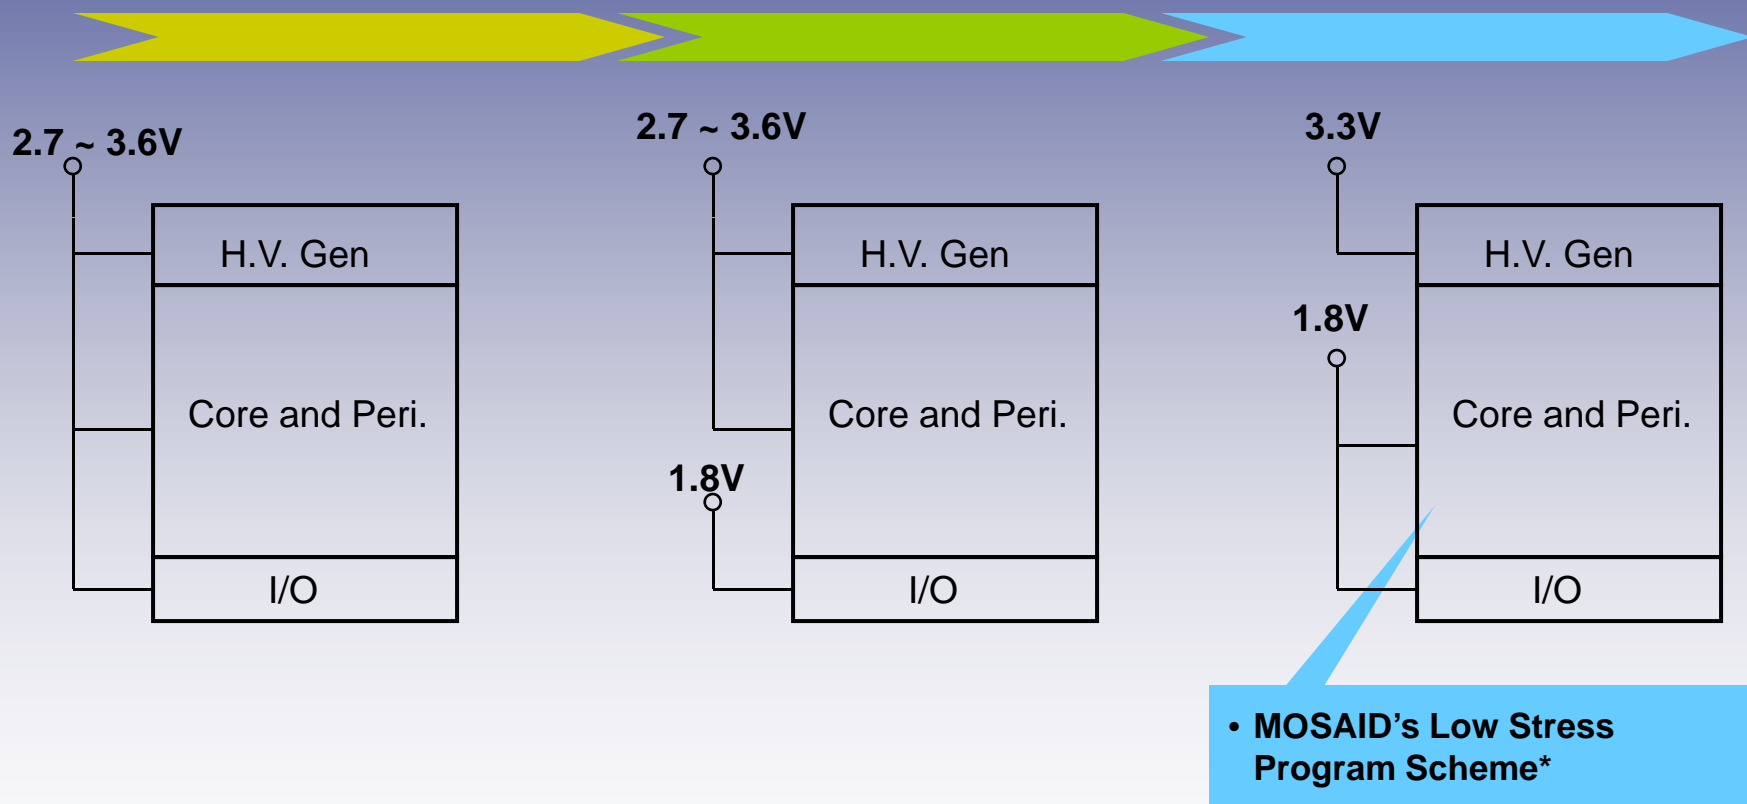 2.7 ~ 3.6V
H.V. Gen
Core and Peri.
I/O
2.7 ~ 3.6V
H.V. Gen
Core and Peri.
1.8V
I/O
3.3V
H.V. Gen
1.8V
Core and Peri.
I/O
• MOSAID’s Low Stress
Program Scheme*